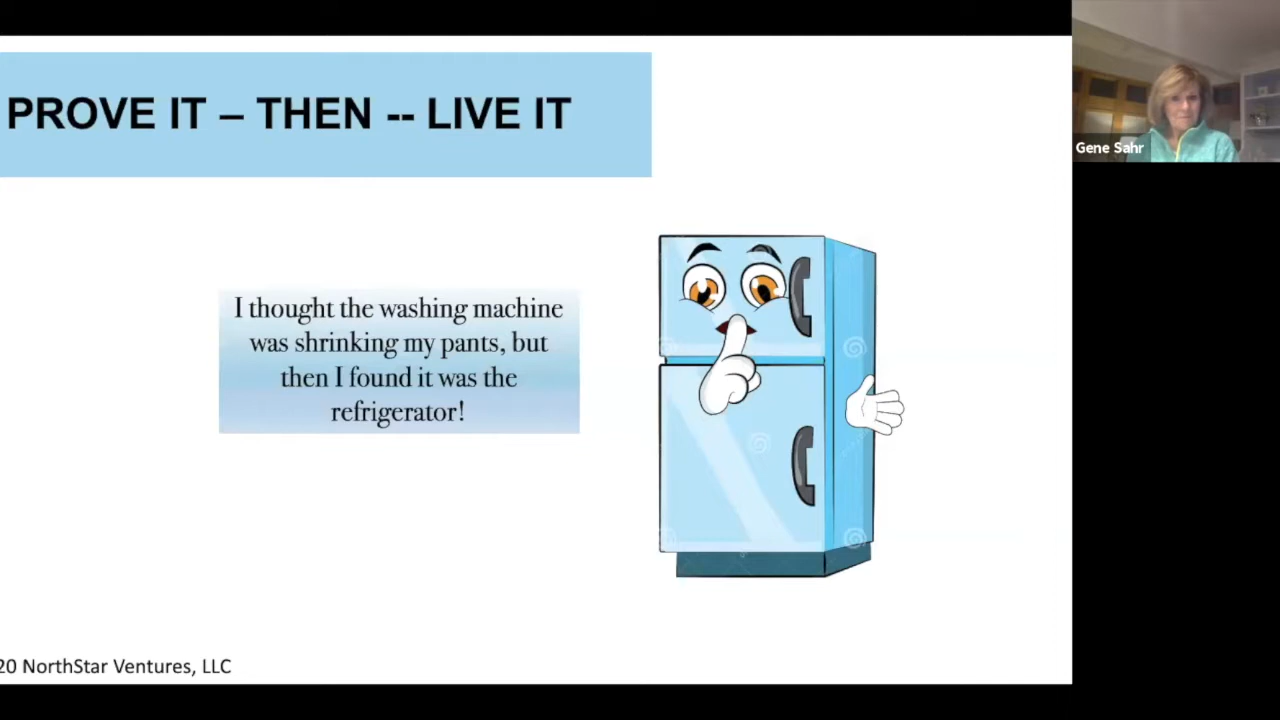 PROVE IT – THEN -- LIVE IT
Gene Sahr
I thought the washing machine
was shrinking my pants, but
then I found it was the
refrigerator!
20 NorthStar Ventures, LLC